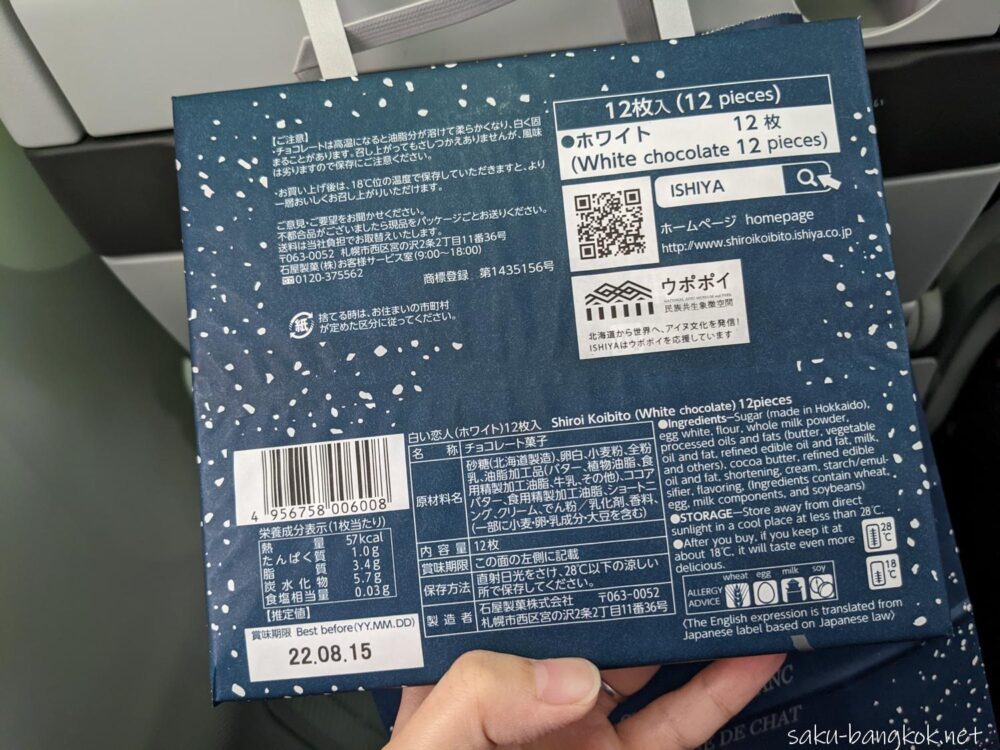 【ご注意】
・チョコレートは高温になると油脂分が溶けて柔らかくなり、白く固
まることがあります。召し上がってもさしつかえありませんが、風味
は劣りますので保存にご注意ください。
・お買い上げ後は、18℃位の温度で保存していただきますと、より
一層おいしくお召し上がりいただけます。
ご意見・ご要望をお聞かせください。
不都合品がございましたら現品をパッケージごとお送りください。
送料は当社負担でお取替えいたします。
〒063-0052 札幌市西区宮の沢2条2丁目11番36号
石屋製菓(株)お客様サービス室(9:00~18:00)
0120-375562
商標登録 第1435156号
紙
捨てる時は、お住まいの市町村
が定めた区分に従ってください。
12枚入 (12 pieces)
●ホワイト 12 枚
(White chocolate 12 pieces)
ISHIYA
ホームページ homepage
http://www.shiroikoibito.ishiya.co.jp
ウポポイ
NATIONAL AINU MUSEUM and PARK
民族共生象徴空間
北海道から世界へ、アイヌ文化を発信!
ISHIYAはウポポイを応援しています
4 956758 006008
栄養成分表示(1枚当たり)
熱量 57kcal
たんぱく質 1.0g
脂質 3.4g
炭水化物 5.7g
食塩相当量 0.03g
【推定値】
賞味期限 Best before(YY.MM.DD)
22.08.15
白い恋人(ホワイト)12枚入 Shiroi Koibito (White chocolate) 12pieces
名称 チョコレート菓子
原材料名 砂糖(北海道製造)、卵白、小麦粉、全粉
乳、油脂加工品(バター、植物油脂、食
用精製加工油脂、牛乳、その他)、ココア
バター、食用精製加工油脂、ショートニ
ング、クリーム、でん粉/乳化剤、香料、
(一部に小麦・卵・乳成分・大豆を含む)
内容量 12枚
賞味期限 この面の左側に記載
保存方法 直射日光をさけ、28℃以下の涼しい
所で保存してください。
製造者 石屋製菓株式会社 〒063-0052
札幌市西区宮の沢2条2丁目11番36号
●Ingredients—Sugar (made in Hokkaido),
egg white, flour, whole milk powder,
processed oils and fats (butter, vegetable
oil and fat, refined edible oil and fat, milk,
and others), cocoa butter, refined edible
oil and fat, shortening, cream, starch/emul-
sifier, flavoring, (Ingredients contain wheat,
egg, milk components, and soybeans)
●STORAGE—Store away from direct
sunlight in a cool place at less than 28℃.
●After you buy, if you keep it at
about 18℃, it will taste even more
delicious.
28
℃
18
℃
ALLERGY
ADVICE
wheat egg milk soy
(The English expression is translated from
Japanese label based on Japanese law)
DE CHAT
saku-bangkok.net